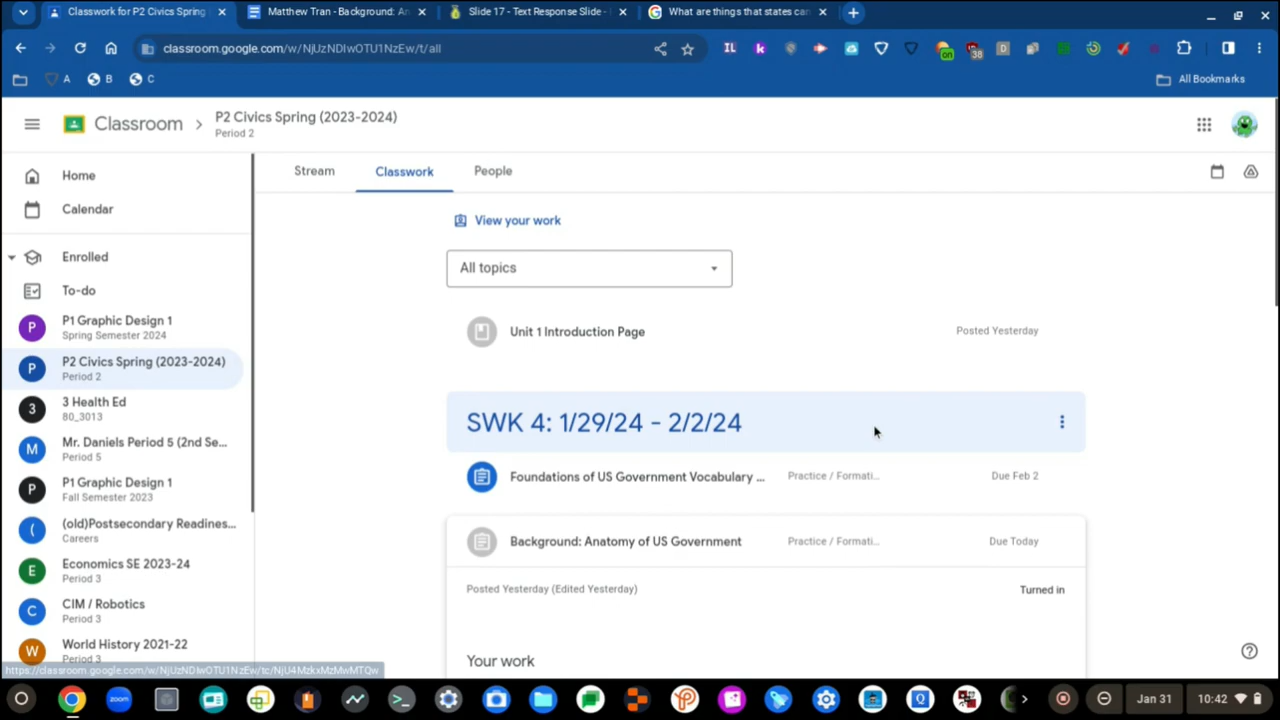 Classwork for P2 Civics Spring
Matthew Tran - Background: An
Slide 17 - Text Response Slide -
What are things that states can
classroom.google.com/w/NjUzNDIwOTU1NzEw/t/all
IL
k
on
38
D
A
B
C
All Bookmarks
Classroom
P2 Civics Spring (2023-2024)
Period 2
Home
Calendar
Enrolled
To-do
P
P1 Graphic Design 1
Spring Semester 2024
P
P2 Civics Spring (2023-2024)
Period 2
3
3 Health Ed
80_3013
M
Mr. Daniels Period 5 (2nd Se...
Period 5
P
P1 Graphic Design 1
Fall Semester 2023
(
(old)Postsecondary Readines...
Careers
E
Economics SE 2023-24
Period 3
C
CIM / Robotics
Period 3
W
World History 2021-22
Period 3
Stream
Classwork
People
View your work
All topics
Unit 1 Introduction Page
Posted Yesterday
SWK 4: 1/29/24 - 2/2/24
Foundations of US Government Vocabulary ...
Practice / Formati...
Due Feb 2
Background: Anatomy of US Government
Practice / Formati...
Due Today
Posted Yesterday (Edited Yesterday)
Turned in
Your work
zoom
Jan 31
10:42